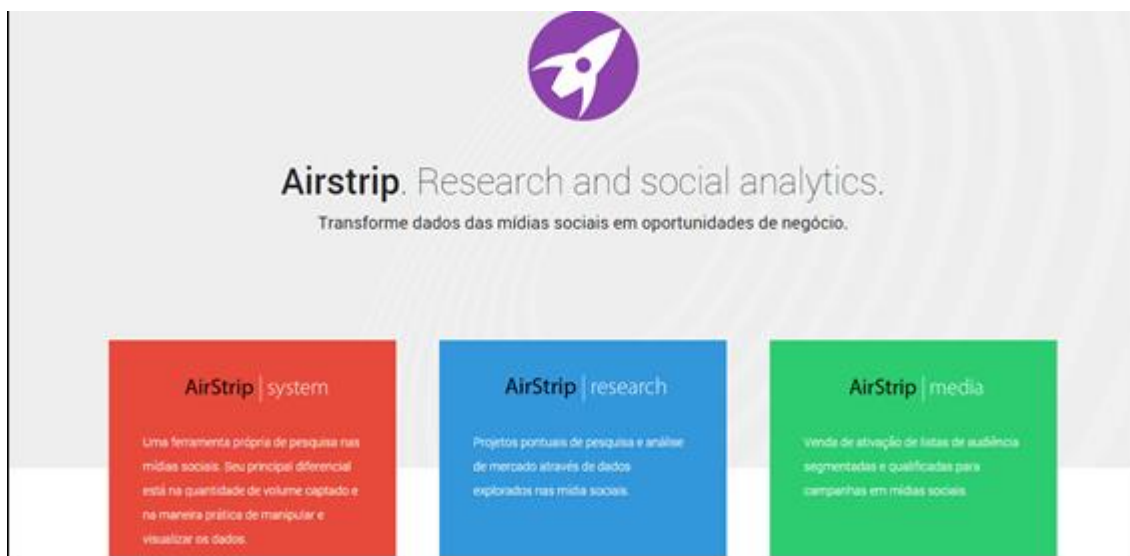 Airstrip. Research and social analytics.
Transforme dados das mídias sociais em oportunidades de negócio.
AirStrip | system
Uma ferramenta própria de pesquisa nas
mídias sociais. Seu principal diferencial
está na quantidade de volume captado e
na maneira prática de manipular e
visualizar os dados.
AirStrip | research
Projetos pontuais de pesquisa e análise
de mercado através de dados
explorados nas mídia sociais.
AirStrip | media
Venda de ativação de listas de audiência
segmentadas e qualificadas para
campanhas em mídias sociais.